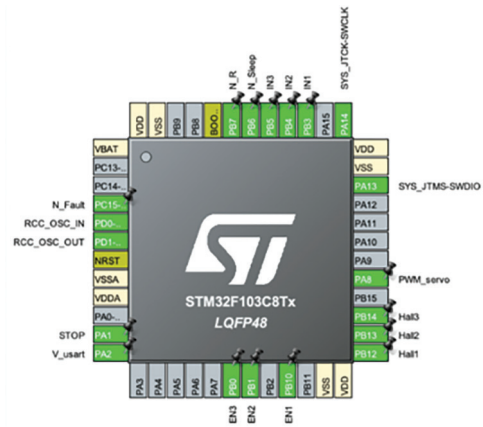 N_R
N_Sleep
IN3
IN2
IN1
SYS_JTCK-SWCLK
VDD
VSS
PB9
PB8
BOO...
PB7
PB6
PB5
PB4
PB3
PA15
PA14
VBAT
PC13-...
PC14-...
N_Fault
PC15-...
RCC_OSC_IN
PD0-...
RCC_OSC_OUT
PD1-...
NRST
VSSA
VDDA
PA0-...
STOP
PA1
V_usart
PA2
ST
STM32F103C8Tx
LQFP48
VDD
VSS
PA13
SYS_JTMS-SWDIO
PA12
PA11
PA10
PA9
PA8
PWM_servo
PB15
PB14
Hall3
PB13
Hall2
PB12
Hall1
PA3
PA4
PA5
PA6
PA7
PB0
PB1
PB2
PB10
PB11
VSS
VDD
EN3
EN2
EN1